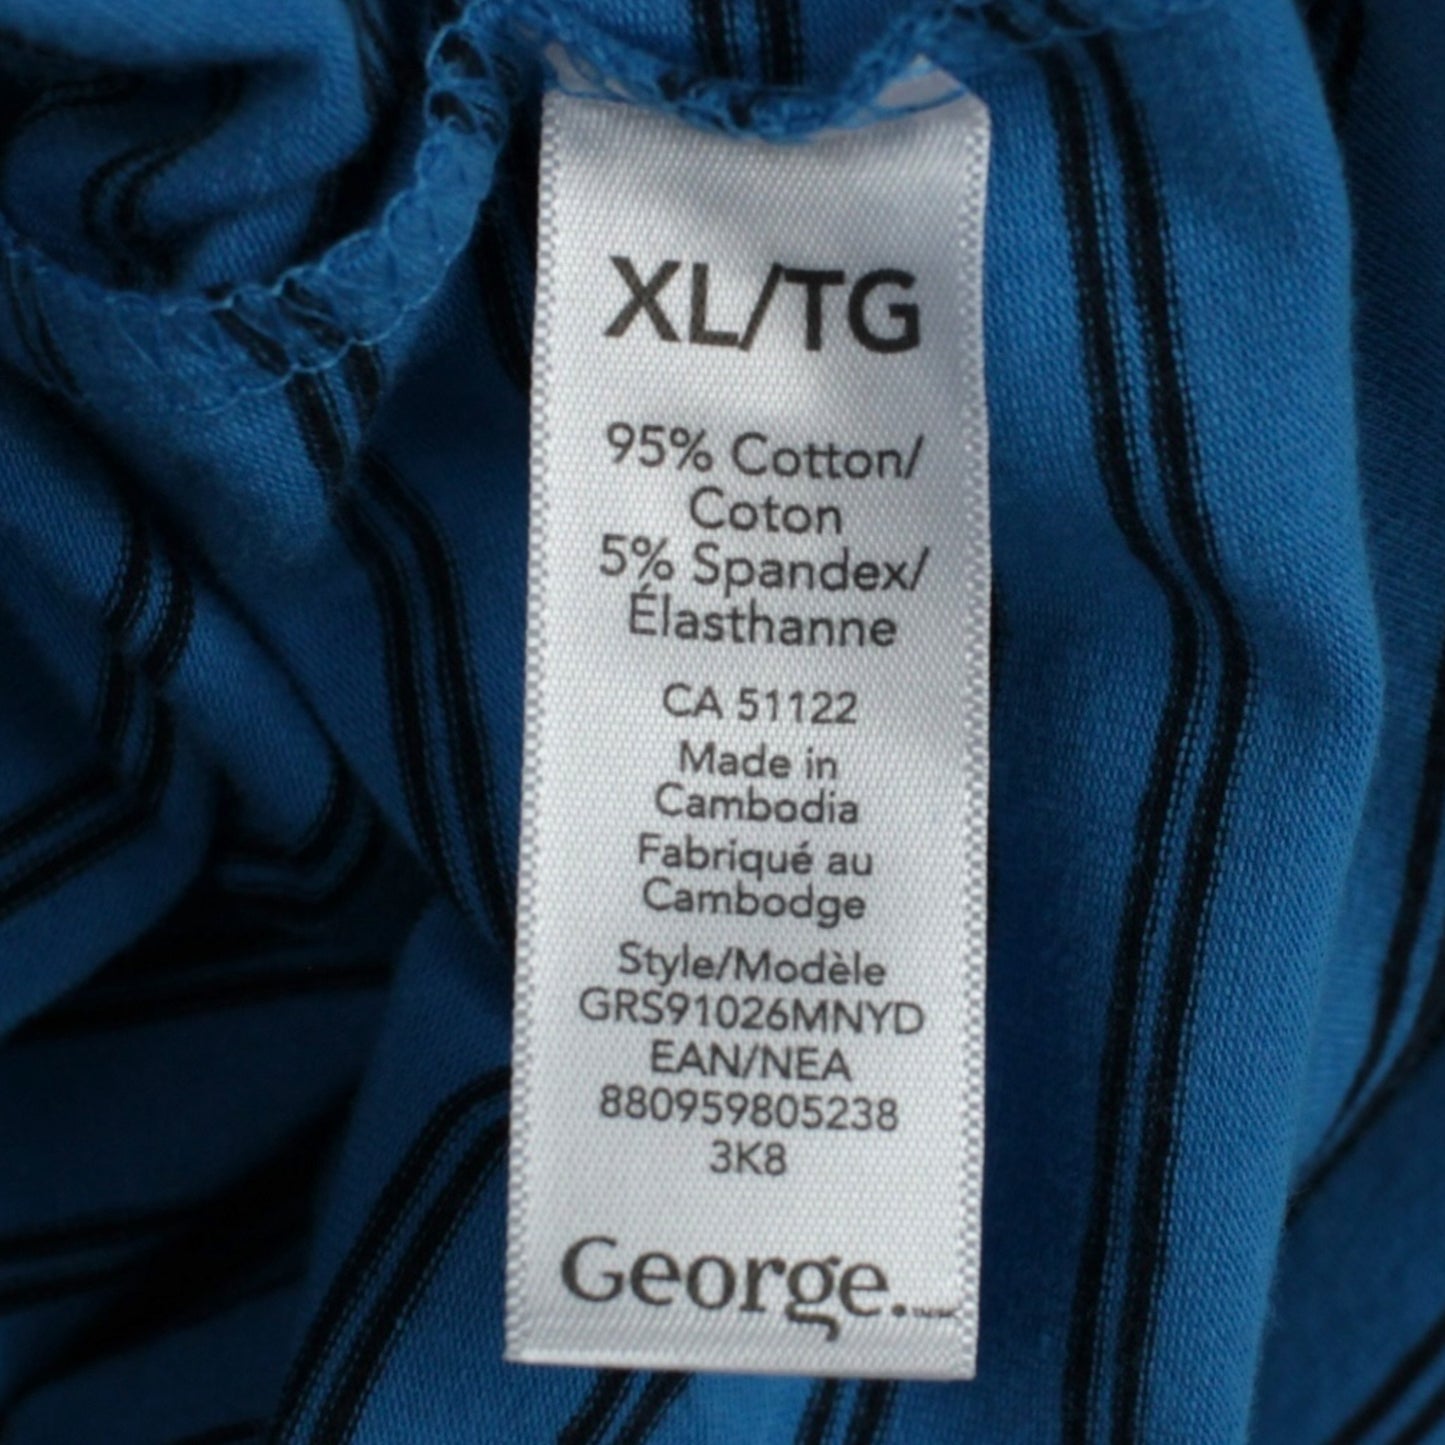 XL/TG
95% Cotton/
Coton
5% Spandex/
Élasthanne
CA 51122
Made in
Cambodia
Fabriqué au
Cambodge
Style/Modèle
GRS91026MNYD
EAN/NEA
880959805238
3K8
George.